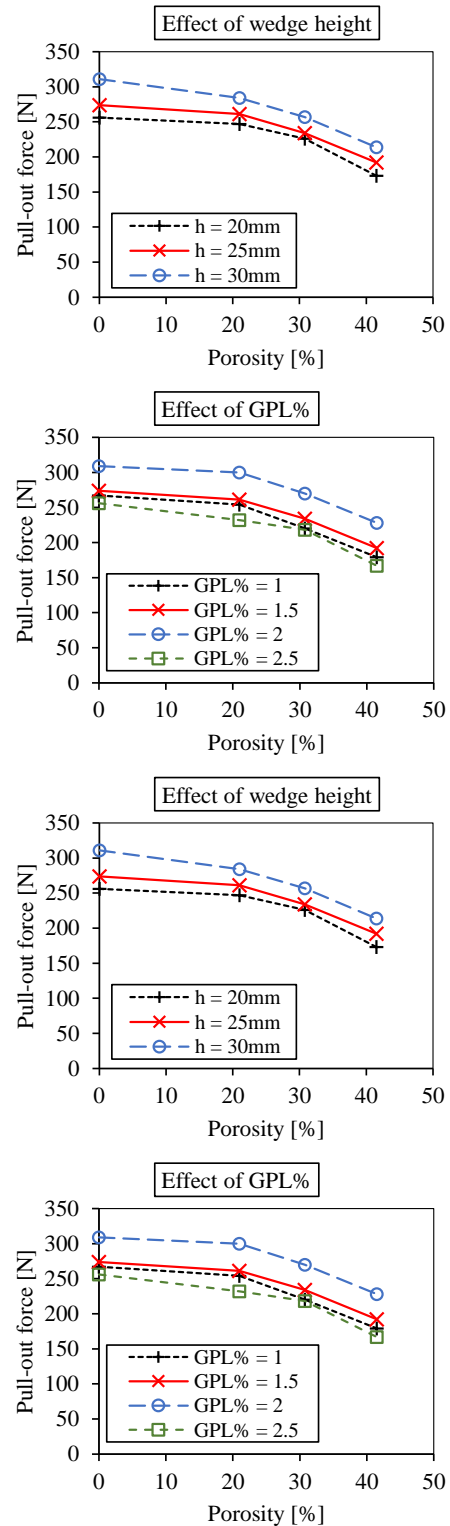 Effect of wedge height
350
300
250
200
150
100
50
0
Pull-out force [N]
h = 20mm
h = 25mm
h = 30mm
0 10 20 30 40 50
Porosity [%]
Effect of GPL%
350
300
250
200
150
100
50
0
Pull-out force [N]
GPL% = 1
GPL% = 1.5
GPL% = 2
GPL% = 2.5
0 10 20 30 40 50
Porosity [%]
Effect of wedge height
350
300
250
200
150
100
50
0
Pull-out force [N]
h = 20mm
h = 25mm
h = 30mm
0 10 20 30 40 50
Porosity [%]
Effect of GPL%
350
300
250
200
150
100
50
0
Pull-out force [N]
GPL% = 1
GPL% = 1.5
GPL% = 2
GPL% = 2.5
0 10 20 30 40 50
Porosity [%]